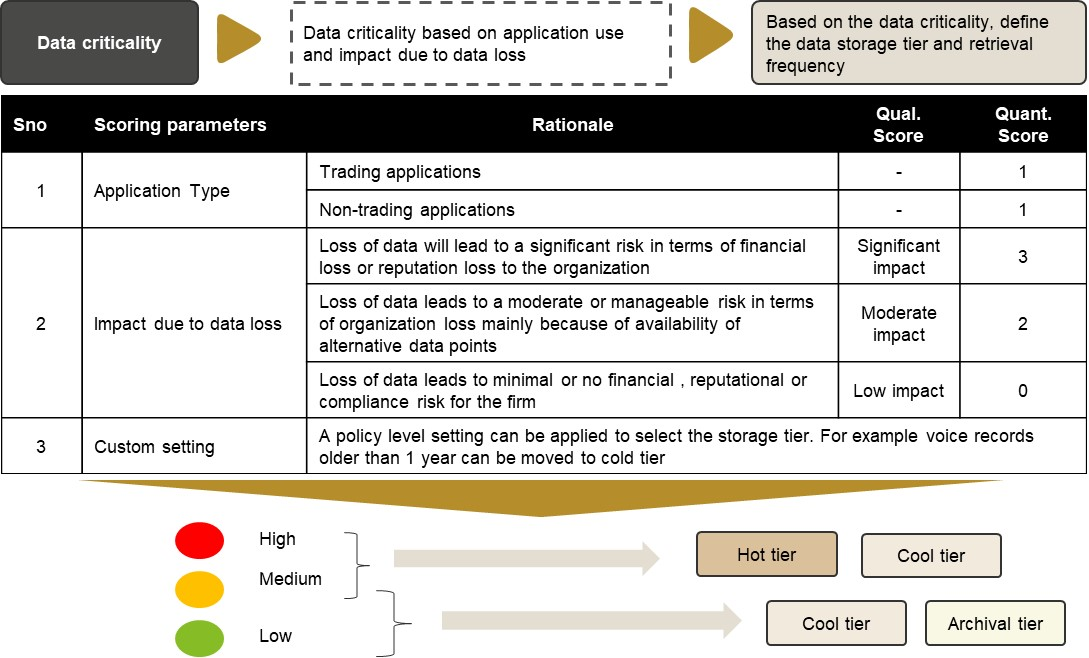 Data criticality
Data criticality based on application use
and impact due to data loss
Based on the data criticality, define
the data storage tier and retrieval
frequency
Sno
Scoring parameters
Rationale
Qual.
Score
Quant.
Score
1
Application Type
Trading applications
-
1
Non-trading applications
-
1
2
Impact due to data loss
Loss of data will lead to a significant risk in terms of financial
loss or reputation loss to the organization
Significant
impact
3
Loss of data leads to a moderate or manageable risk in terms
of organization loss mainly because of availability of
alternative data points
Moderate
impact
2
Loss of data leads to minimal or no financial , reputational or
compliance risk for the firm
Low impact
0
3
Custom setting
A policy level setting can be applied to select the storage tier. For example voice records
older than 1 year can be moved to cold tier
High
Medium
Low
Hot tier
Cool tier
Cool tier
Archival tier